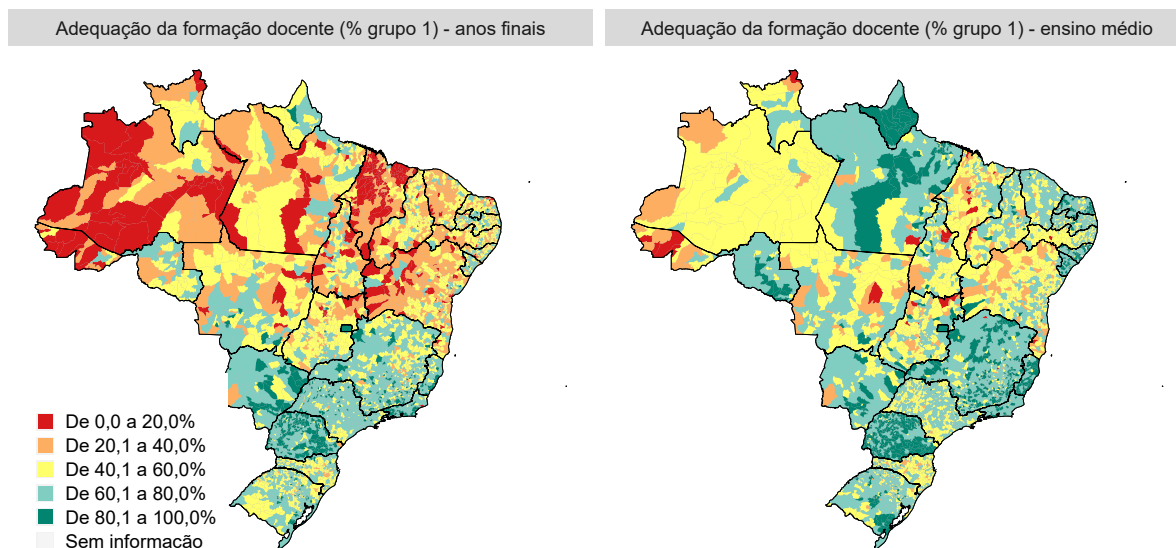 Adequação da formação docente (% grupo 1) - anos finais
Adequação da formação docente (% grupo 1) - ensino médio
De 0,0 a 20,0%
De 20,1 a 40,0%
De 40,1 a 60,0%
De 60,1 a 80,0%
De 80,1 a 100,0%
Sem informação